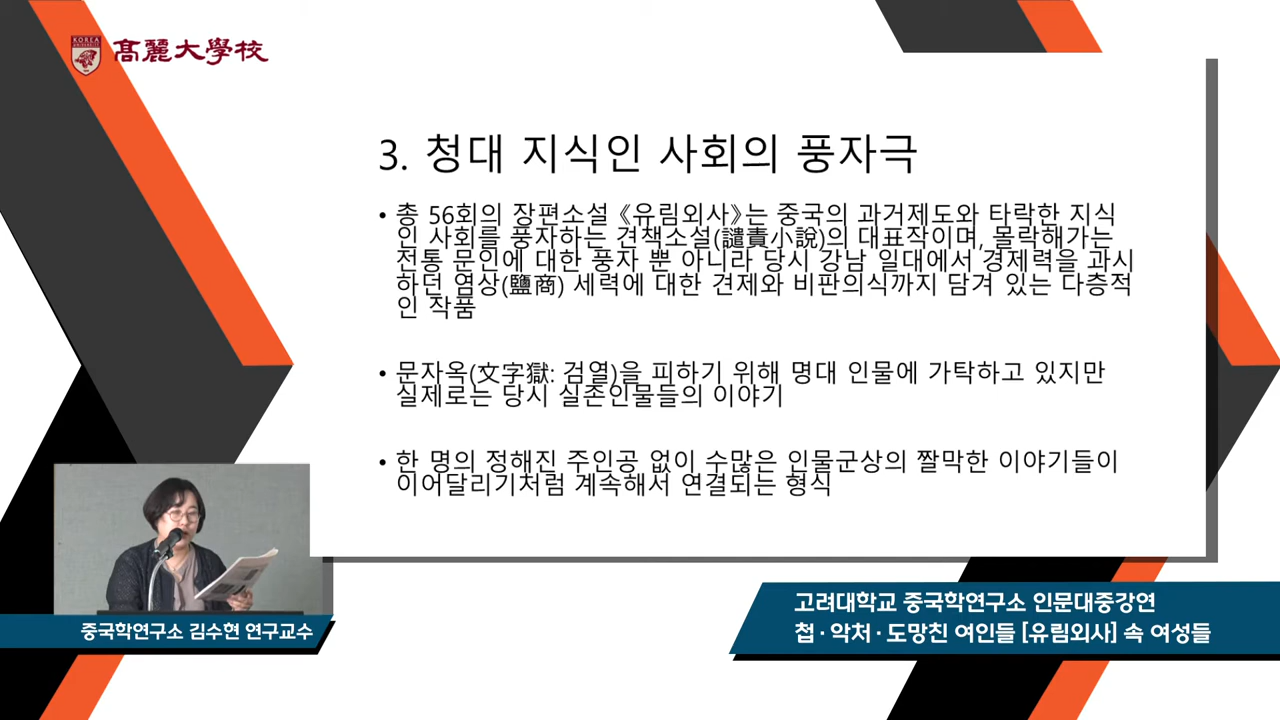 KOREA
UNIVERSITY
髙麗大學校
3. 청대 지식인 사회의 풍자극
• 총 56회의 장편소설 《유림외사》는 중국의 과거제도와 타락한 지식
인 사회를 풍자하는 견책소설(譴責小說)의 대표작이며, 몰락해가는
전통 문인에 대한 풍자 뿐 아니라 당시 강남 일대에서 경제력을 과시
하던 염상(鹽商) 세력에 대한 견제와 비판의식까지 담겨 있는 다층적
인 작품
• 문자옥(文字獄: 검열)을 피하기 위해 명대 인물에 가탁하고 있지만
실제로는 당시 실존인물들의 이야기
• 한 명의 정해진 주인공 없이 수많은 인물군상의 짤막한 이야기들이
이어달리기처럼 계속해서 연결되는 형식
중국학연구소 김수현 연구교수
고려대학교 중국학연구소 인문대중강연
첩·악처·도망친 여인들 [유림외사] 속 여성들